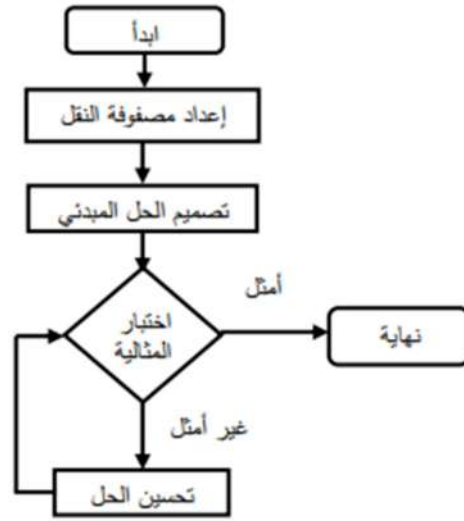 ابدأ
إعداد مصفوفة النقل
تصميم الحل المبدئي
اختبار
المثالية
أمثل
نهاية
غير أمثل
تحسين الحل